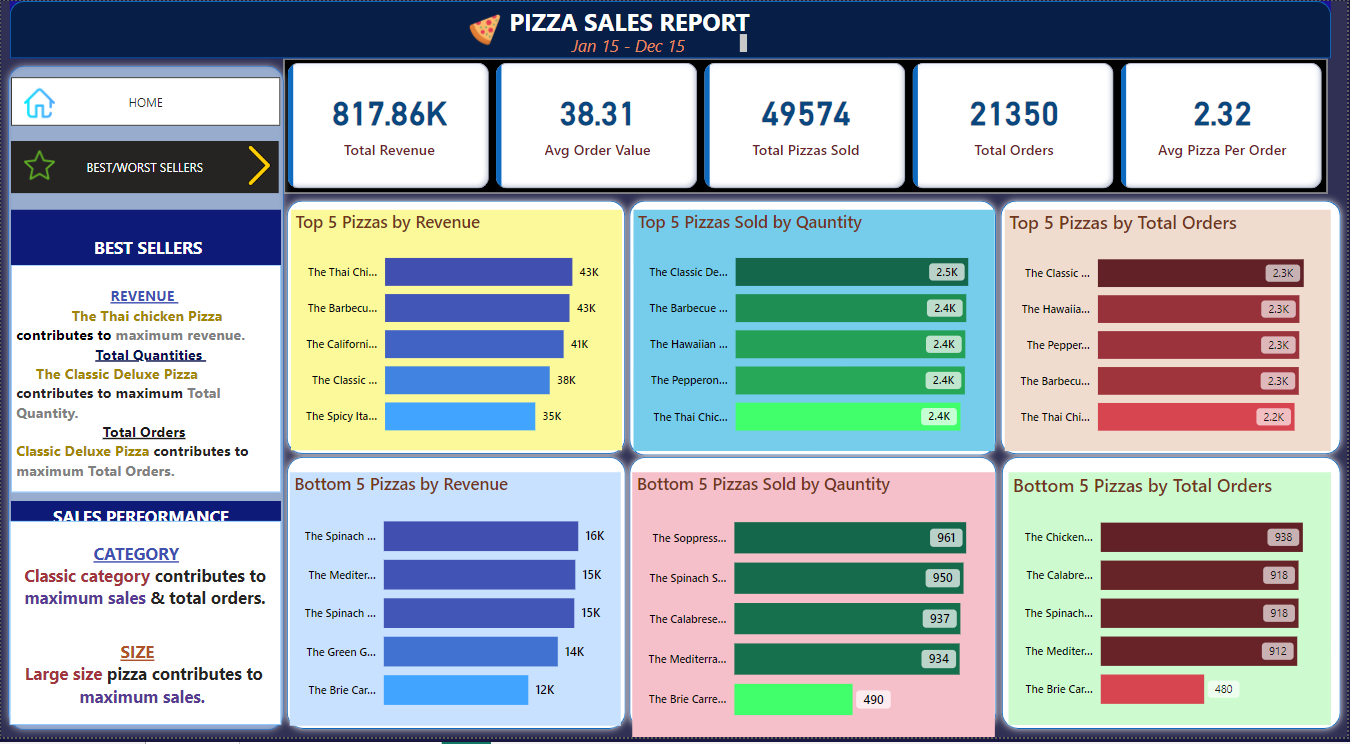 PIZZA SALES REPORT
Jan 15 - Dec 15
HOME
BEST/WORST SELLERS
817.86K
Total Revenue
38.31
Avg Order Value
49574
Total Pizzas Sold
21350
Total Orders
2.32
Avg Pizza Per Order
BEST SELLERS
REVENUE
The Thai chicken Pizza
contributes to maximum revenue.
Total Quantities
The Classic Deluxe Pizza
contributes to maximum Total
Quantity.
Total Orders
Classic Deluxe Pizza contributes to
maximum Total Orders.
SALES PERFORMANCE
CATEGORY
Classic category contributes to
maximum sales & total orders.
SIZE
Large size pizza contributes to
maximum sales.
Top 5 Pizzas by Revenue
The Thai Chi... 43K
The Barbecu... 43K
The Californi... 41K
The Classic ... 38K
The Spicy Ita... 35K
Top 5 Pizzas Sold by Qauntity
The Classic De... 2.5K
The Barbecue ... 2.4K
The Hawaiian ... 2.4K
The Pepperon... 2.4K
The Thai Chic... 2.4K
Top 5 Pizzas by Total Orders
The Classic ... 2.3K
The Hawaiia... 2.3K
The Pepper... 2.3K
The Barbecu... 2.3K
The Thai Chi... 2.2K
Bottom 5 Pizzas by Revenue
The Spinach ... 16K
The Mediter... 15K
The Spinach ... 15K
The Green G... 14K
The Brie Car... 12K
Bottom 5 Pizzas Sold by Qauntity
The Soppress... 961
The Spinach S... 950
The Calabrese... 937
The Mediterra... 934
The Brie Carre... 490
Bottom 5 Pizzas by Total Orders
The Chicken... 938
The Calabre... 918
The Spinach... 918
The Mediter... 912
The Brie Car... 480